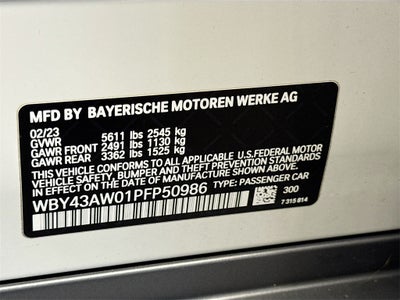 MFD BY BAYERISCHE MOTOREN WERKE AG
02/23
GVWR 5611 lbs 2545 kg
GAWR FRONT 2491 lbs 1130 kg
GAWR REAR 3362 lbs 1525 kg
THIS VEHICLE CONFORMS TO ALL APPLICABLE U.S.FEDERAL MOTOR
VEHICLE SAFETY, BUMPER AND THEFT PREVENTION STANDARDS
IN EFFECT ON THE DATE OF MANUFACTURE SHOWN ABOVE.
WBY43AW01PFP50986 TYPE: PASSENGER CAR
300
7 315 814